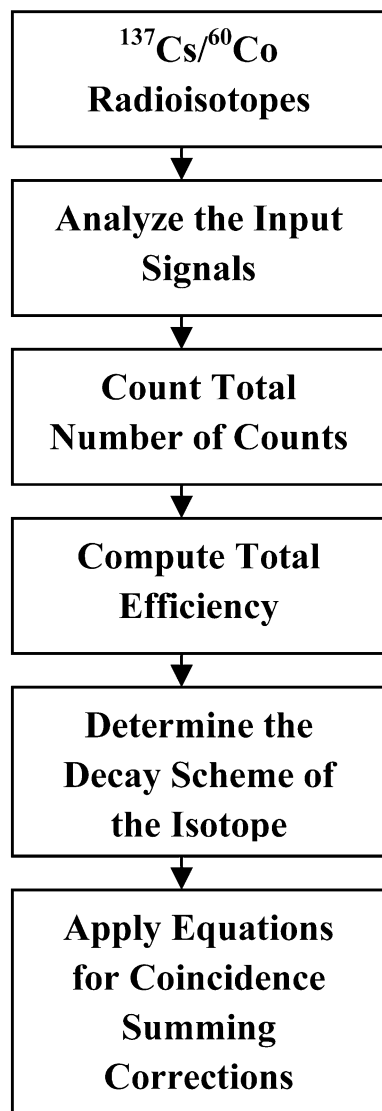 ¹³⁷Cs/⁶⁰Co
Radioisotopes
Analyze the Input
Signals
Count Total
Number of Counts
Compute Total
Efficiency
Determine the
Decay Scheme of
the Isotope
Apply Equations
for Coincidence
Summing
Corrections